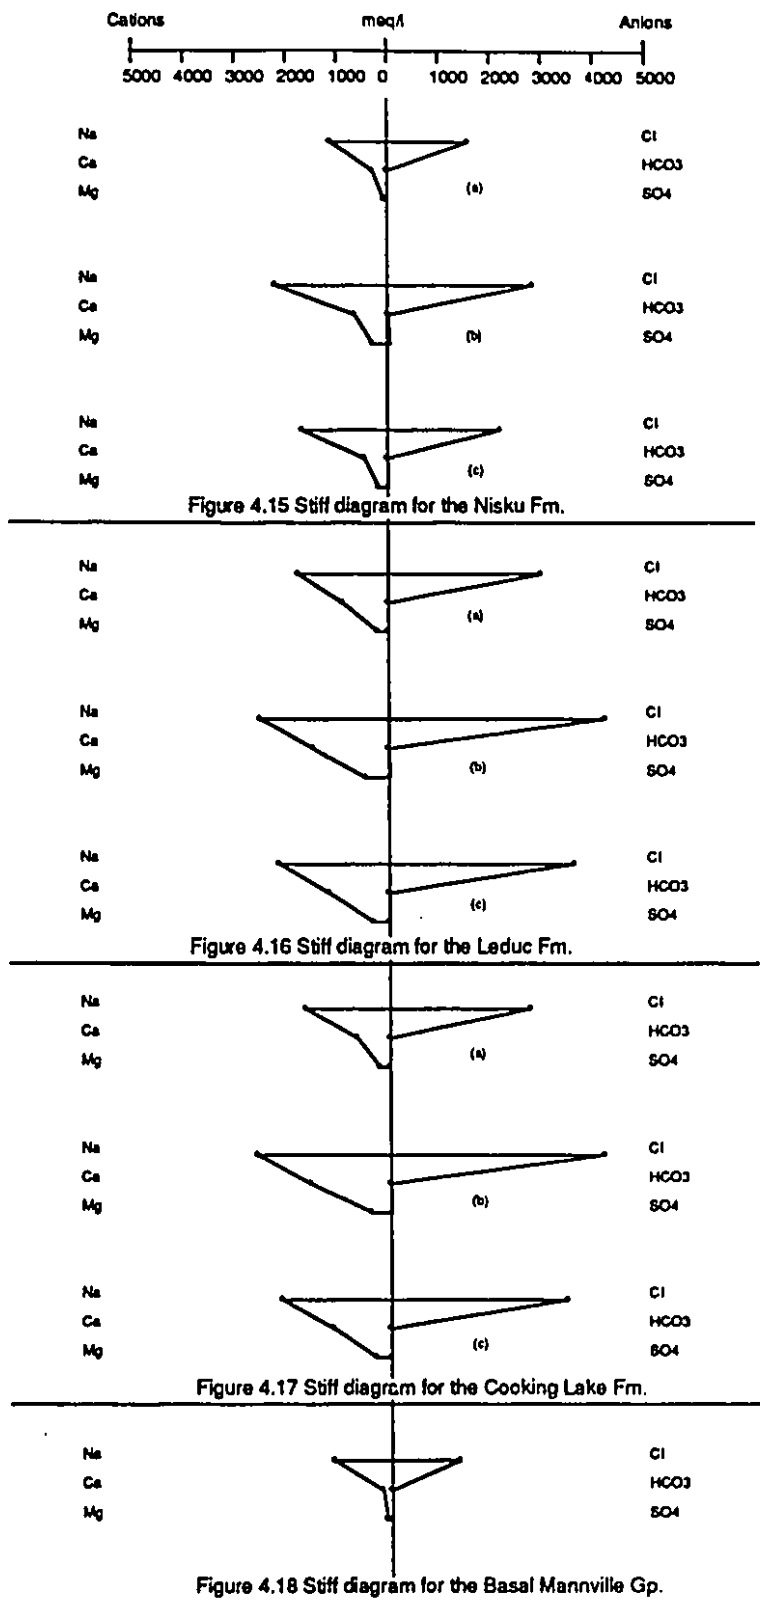 Cations meq/l Anions
5000 4000 3000 2000 1000 0 1000 2000 3000 4000 5000
Na Cl
Ca HCO3
Mg (a) SO4
Na Cl
Ca HCO3
Mg (b) SO4
Na Cl
Ca HCO3
Mg (c) SO4
Figure 4.15 Stiff diagram for the Nisku Fm.
Na Cl
Ca HCO3
Mg (a) SO4
Na Cl
Ca HCO3
Mg (b) SO4
Na Cl
Ca HCO3
Mg (c) SO4
Figure 4.16 Stiff diagram for the Leduc Fm.
Na Cl
Ca HCO3
Mg (a) SO4
Na Cl
Ca HCO3
Mg (b) SO4
Na Cl
Ca HCO3
Mg (c) SO4
Figure 4.17 Stiff diagram for the Cooking Lake Fm.
Na Cl
Ca HCO3
Mg SO4
Figure 4.18 Stiff diagram for the Basal Mannville Gp.